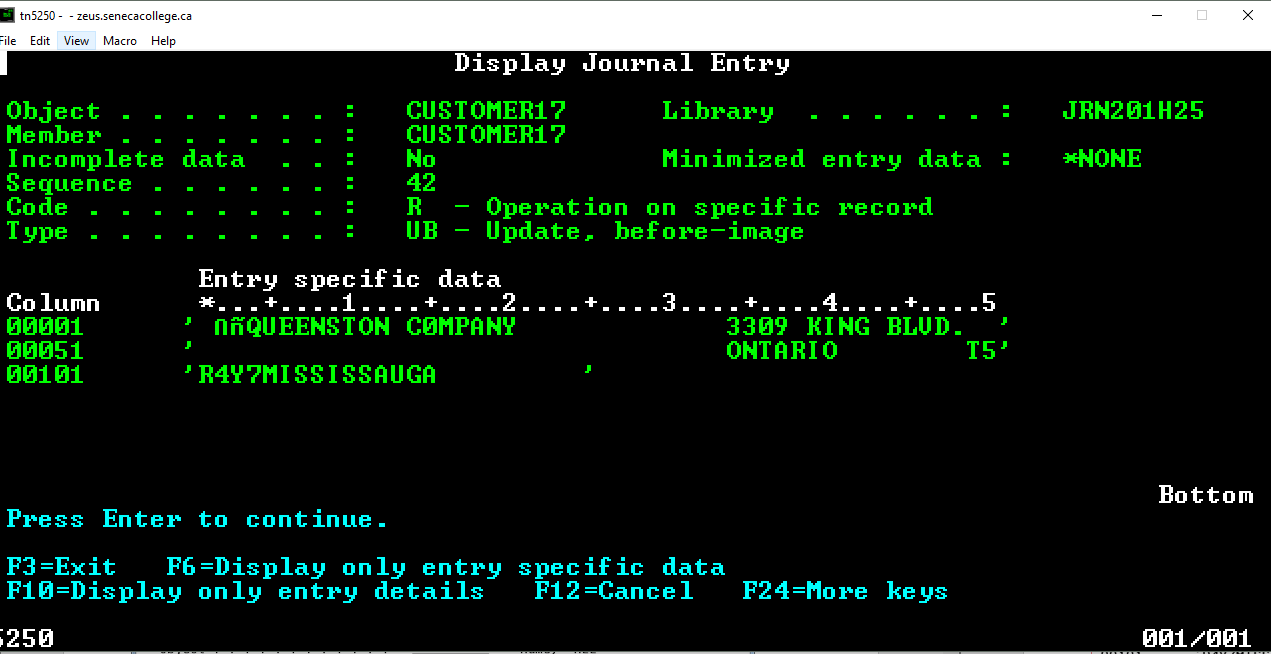 tn5250 - - zeus.senecacollege.ca
File Edit View Macro Help
Display Journal Entry
Object . . . . . . . : CUSTOMER17 Library . . . . . . : JRN201H25
Member . . . . . . . : CUSTOMER17
Incomplete data . . : No Minimized entry data : *NONE
Sequence . . . . . . : 42
Code . . . . . . . . : R - Operation on specific record
Type . . . . . . . . : UB - Update, before-image
Entry specific data
Column *...+....1....+....2....+....3....+....4....+....5
00001 ' ññQUEENSTON C0MPANY 3309 KING BLVD. '
00051 ' ONTARIO T5'
00101 'R4Y7MISSISSAUGA '
Bottom
Press Enter to continue.
F3=Exit F6=Display only entry specific data
F10=Display only entry details F12=Cancel F24=More keys
5250 001/001